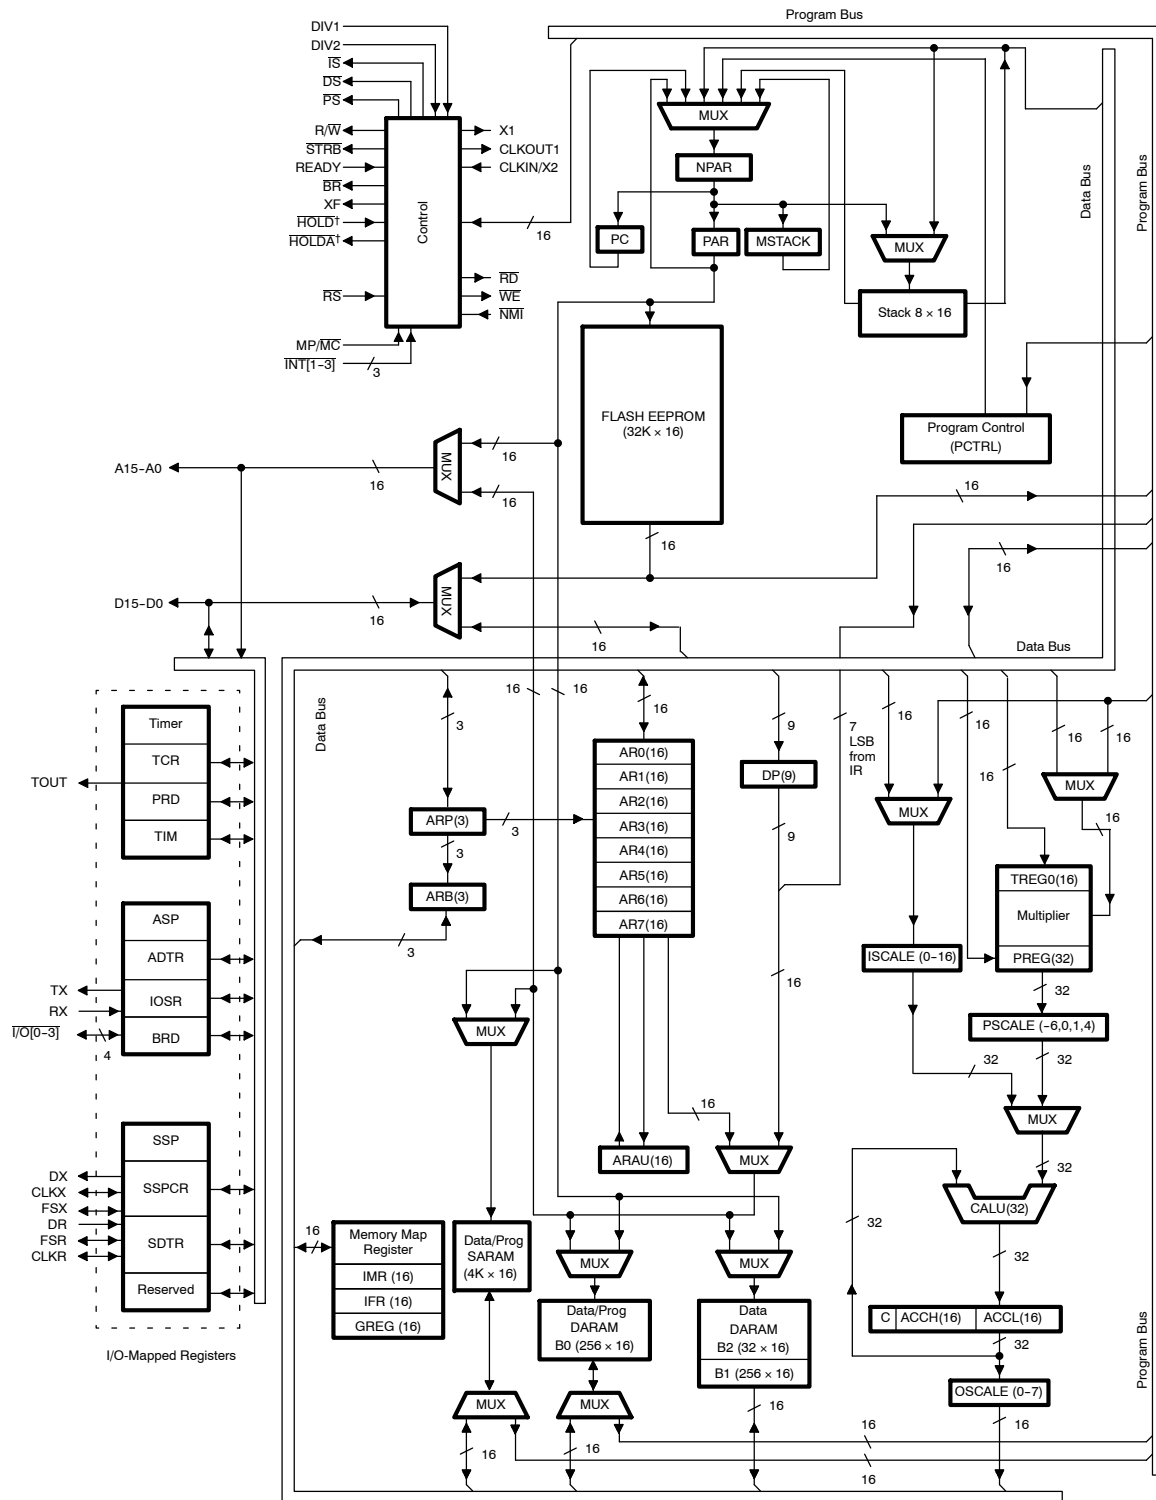 Program Bus
DIV1
DIV2
IS
DS
PS
R/W
STRB
READY
BR
XF
HOLD†
HOLDA†
RS
MP/MC
INT[1–3]
3
Control
X1
CLKOUT1
CLKIN/X2
16
RD
WE
NMI
MUX
NPAR
PC
PAR
MSTACK
MUX
Stack 8 × 16
Data Bus
Program Bus
FLASH EEPROM
(32K × 16)
Program Control
(PCTRL)
A15–A0
16
MUX
16
16
16
16
16
D15–D0
16
MUX
16
Data Bus
Data Bus
16
16
3
16
9
7
LSB
from
IR
16
16
16
16
16
Timer
TCR
PRD
TIM
TOUT
AR0(16)
AR1(16)
AR2(16)
AR3(16)
AR4(16)
AR5(16)
AR6(16)
AR7(16)
DP(9)
9
MUX
MUX
16
ARP(3)
3
3
ARB(3)
3
TREG0(16)
Multiplier
PREG(32)
ISCALE (0–16)
16
32
ASP
ADTR
IOSR
BRD
TX
RX
I/O[0–3]
4
MUX
PSCALE (–6,0,1,4)
32
32
MUX
16
ARAU(16)
MUX
32
CALU(32)
32
32
SSP
SSPCR
SDTR
Reserved
DX
CLKX
FSX
DR
FSR
CLKR
I/O-Mapped Registers
16
Memory Map
Register
IMR (16)
IFR (16)
GREG (16)
Data/Prog
SARAM
(4K × 16)
MUX
MUX
Data/Prog
DARAM
B0 (256 × 16)
Data
DARAM
B2 (32 × 16)
B1 (256 × 16)
C
ACCH(16)
ACCL(16)
32
OSCALE (0–7)
16
MUX
MUX
16
16
16
16
16
Program Bus